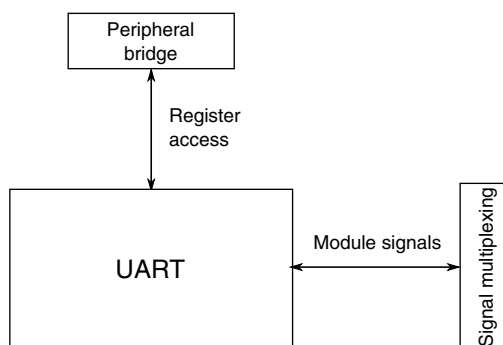 Peripheral
bridge
Register
access
UART
Module signals
Signal multiplexing